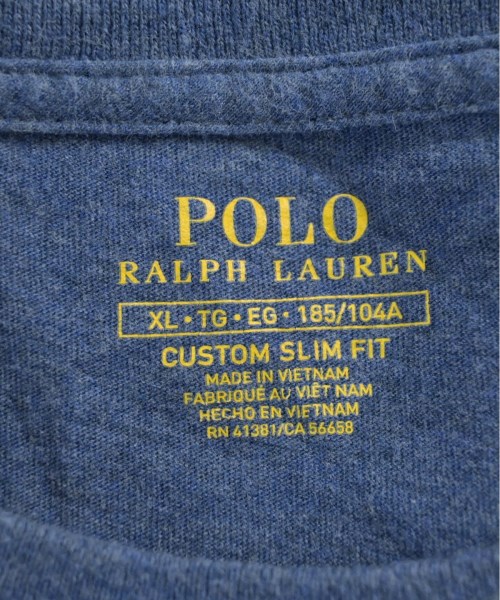 POLO
RALPH LAUREN
XL • TG • EG • 185/104A
CUSTOM SLIM FIT
MADE IN VIETNAM
FABRIQUÉ AU VIÊT NAM
HECHO EN VIETNAM
RN 41381/CA 56658